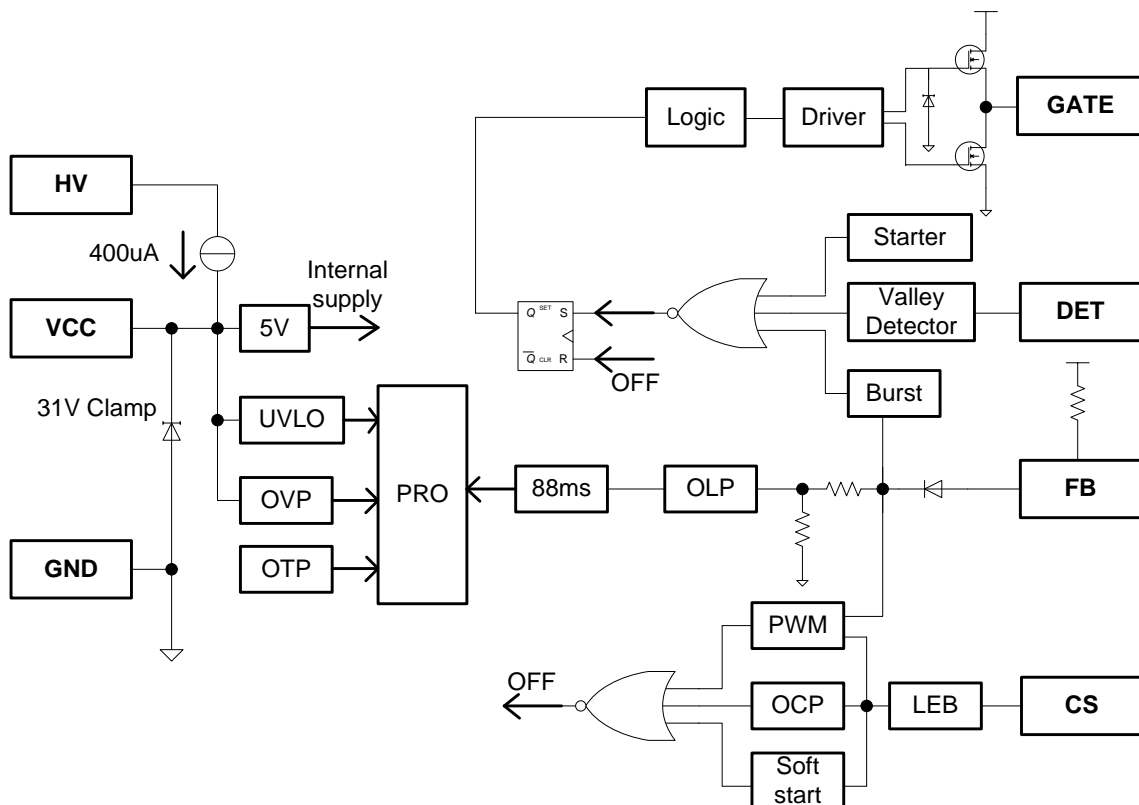 Logic
Driver
GATE
HV
400uA
Starter
Internal
supply
VCC
5V
Q SET S
Q CLR R
OFF
Valley
Detector
DET
Burst
31V Clamp
UVLO
OVP
OTP
PRO
88ms
OLP
FB
GND
PWM
OFF
OCP
LEB
CS
Soft
start